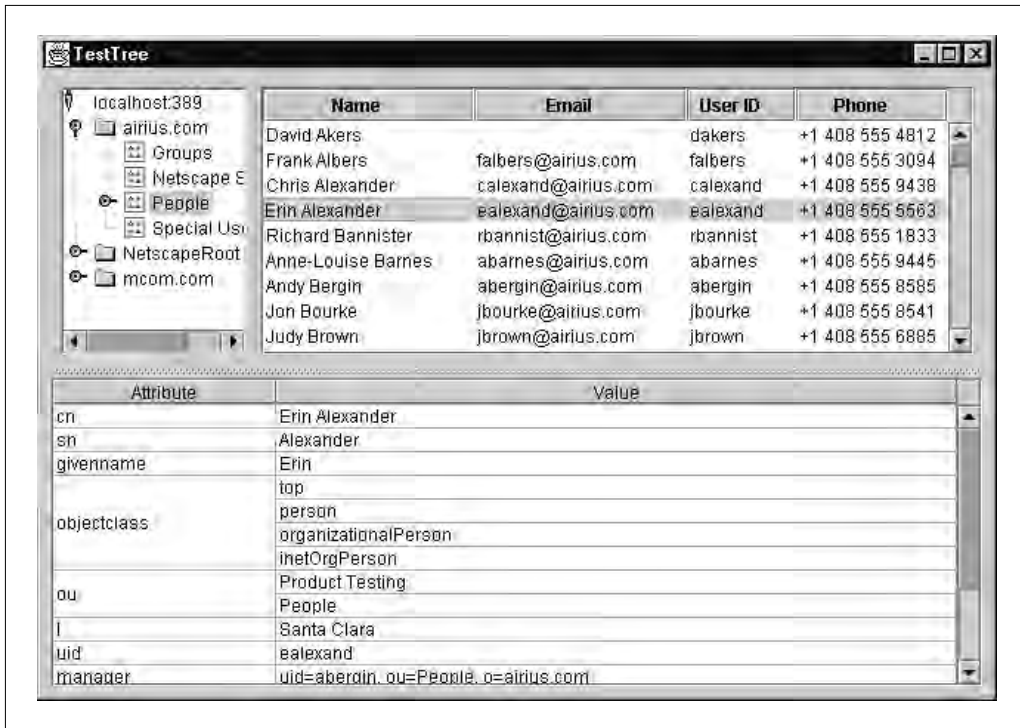 TestTree
localhost:389
airius.com
Groups
Netscape S
People
Special Use
NetscapeRoot
mcom.com
Name Email User ID Phone
David Akers dakers +1 408 555 4812
Frank Albers falbers@airius.com falbers +1 408 555 3094
Chris Alexander calexand@airius.com calexand +1 408 555 9438
Erin Alexander ealexand@airius.com ealexand +1 408 555 5563
Richard Bannister rbannist@airius.com rbannist +1 408 555 1833
Anne-Louise Barnes abarnes@airius.com abarnes +1 408 555 9445
Andy Bergin abergin@airius.com abergin +1 408 555 8585
Jon Bourke jbourke@airius.com jbourke +1 408 555 8541
Judy Brown jbrown@airius.com jbrown +1 408 555 6885
Attribute Value
cn Erin Alexander
sn Alexander
givenname Erin
objectclass top
person
organizationalPerson
inetOrgPerson
ou Product Testing
People
l Santa Clara
uid ealexand
manager uid=abergin, ou=People, o=airius.com